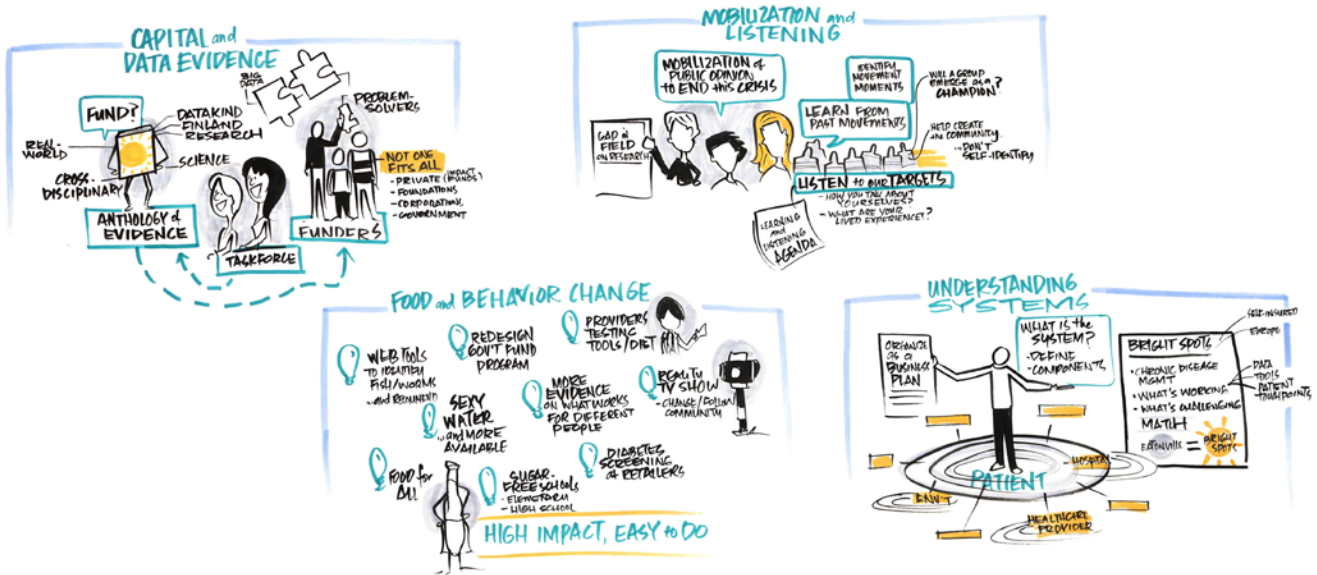 CAPITAL and
DATA EVIDENCE
BIG
DATA
PROBLEM-
SOLVERS
FUND?
DATAKIND
FINLAND
RESEARCH
REAL-
WORLD
SCIENCE
CROSS-
DISCIPLINARY
NOT ONE
FITS ALL
- PRIVATE (IMPACT FUNDS?)
- FOUNDATIONS
- CORPORATIONS
- GOVERNMENT
ANTHOLOGY of
EVIDENCE
FUNDERS
TASKFORCE
MOBILIZATION and
LISTENING
MOBILIZATION of
PUBLIC OPINION
to END this CRISIS
IDENTIFY
MOVEMENT
MOMENTS
WILL A GROUP
EMERGE as a
CHAMPION?
LEARN FROM
PAST MOVEMENTS
GAP in
FIELD
on RESEARCH
HELP CREATE
the COMMUNITY.
...DON'T
SELF-IDENTIFY
LISTEN to our TARGETS
- HOW YOU TALK ABOUT
YOURSELVES?
- WHAT ARE YOUR
LIVED EXPERIENCE?
LEARNING
and
LISTENING
AGENDA
FOOD and BEHAVIOR CHANGE
WEB TOOLS
TO IDENTIFY
FISH/WORMS
...and
REDESIGN
GOV'T FUND
PROGRAM
PROVIDERS
TESTING
TOOLS/DIET
SEXY
WATER
...and MORE
AVAILABLE
MORE
EVIDENCE
ON WHAT WORKS
FOR DIFFERENT
PEOPLE
REALITY
TV SHOW
- CHANGE/FOLLOW
COMMUNITY
FOOD for
ALL
SUGAR-
FREE SCHOOLS
- ELEMETARY
- HIGH SCHOOL
DIABETES
SCREENING
at RETAILERS
HIGH IMPACT, EASY to DO
UNDERSTANDING
SYSTEMS
ORGANIZE
as a
BUSINESS
PLAN
WHAT IS the
SYSTEM?
- DEFINE
- COMPONENTS
BRIGHT SPOTS
• CHRONIC DISEASE
MGMT
• WHAT'S WORKING
• WHAT'S CHALLENGING
MATH
EATONVILLE = BRIGHT
SPOTS
SELF-INSURED
EUROPE
DATA
TOOLS
PATIENT
TOUCHPOINTS
PATIENT
HOSPITAL
ENV'T
HEALTHCARE
PROVIDER